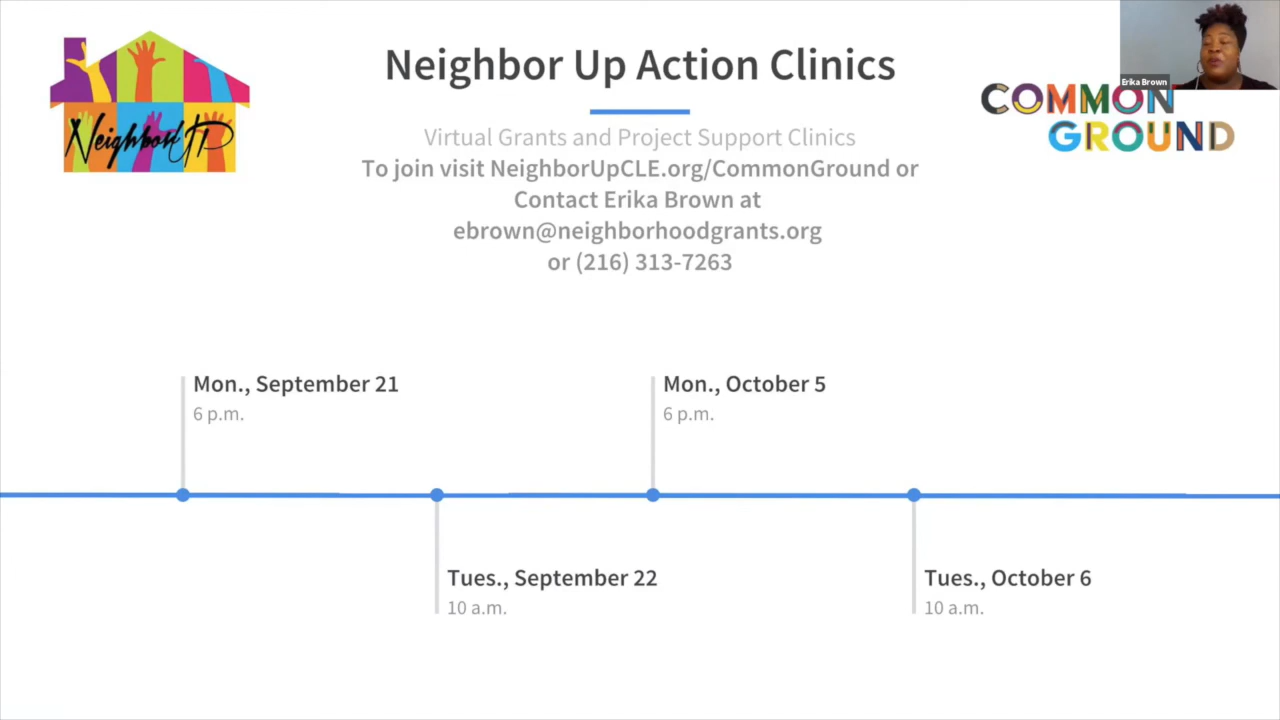 Neighbor Up Action Clinics
Virtual Grants and Project Support Clinics
To join visit NeighborUpCLE.org/CommonGround or
Contact Erika Brown at
ebrown@neighborhoodgrants.org
or (216) 313-7263
Neighbor UP
COMMON
GROUND
Erika Brown
Mon., September 21
6 p.m.
Mon., October 5
6 p.m.
Tues., September 22
10 a.m.
Tues., October 6
10 a.m.